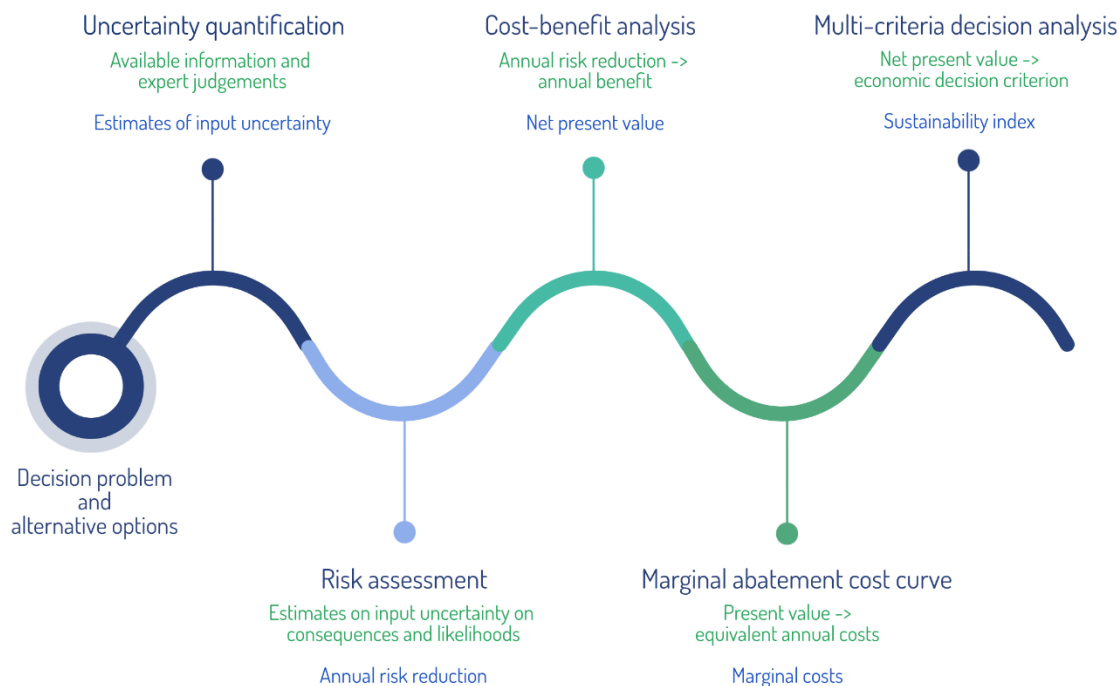 Uncertainty quantification
Available information and
expert judgements
Estimates of input uncertainty
Cost-benefit analysis
Annual risk reduction ->
annual benefit
Net present value
Multi-criteria decision analysis
Net present value ->
economic decision criterion
Sustainability index
Decision problem
and
alternative options
Risk assessment
Estimates on input uncertainty on
consequences and likelihoods
Annual risk reduction
Marginal abatement cost curve
Present value ->
equivalent annual costs
Marginal costs